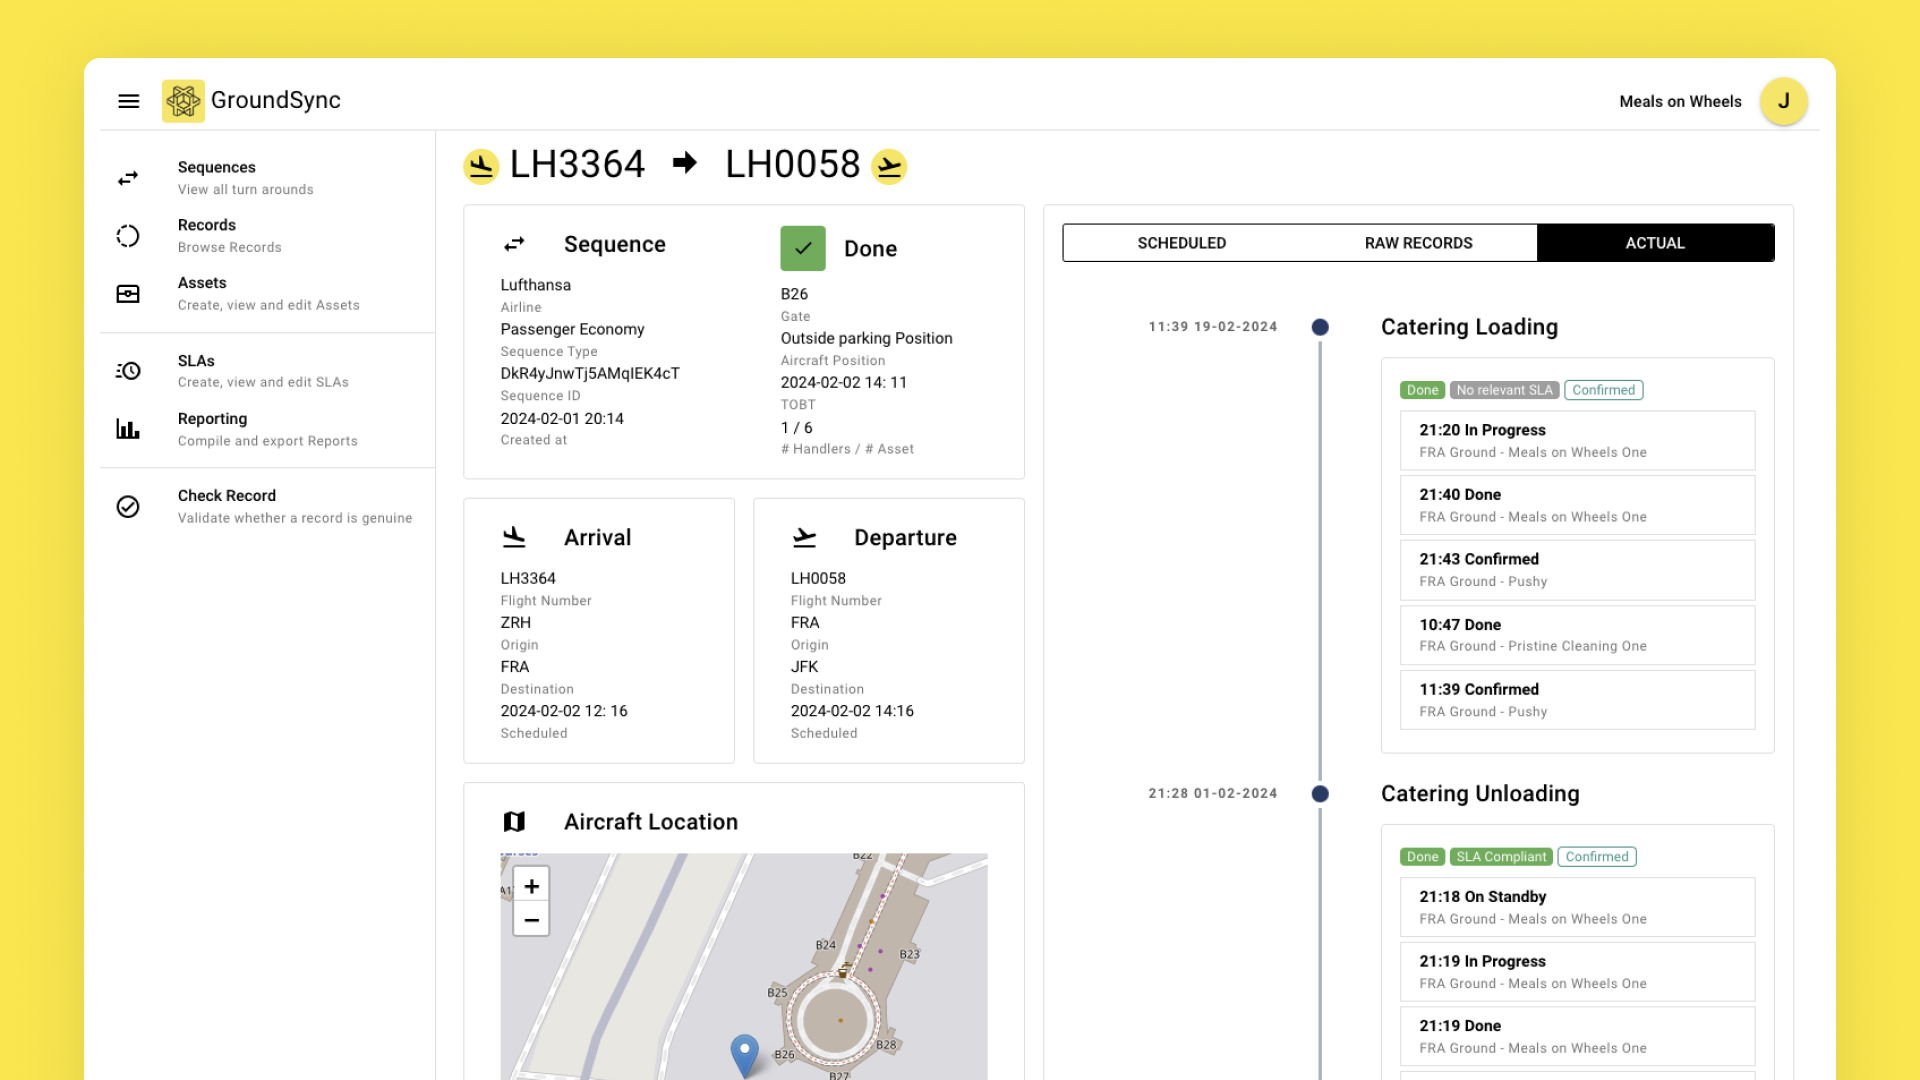 GroundSync
Meals on Wheels
J
Sequences
View all turn arounds
Records
Browse Records
Assets
Create, view and edit Assets
SLAs
Create, view and edit SLAs
Reporting
Compile and export Reports
Check Record
Validate whether a record is genuine
LH3364
LH0058
Sequence
Lufthansa
Airline
Passenger Economy
Sequence Type
DkR4yJnwTj5AMqIEK4cT
Sequence ID
2024-02-01 20:14
Created at
Done
B26
Gate
Outside parking Position
Aircraft Position
2024-02-02 14: 11
TOBT
1 / 6
# Handlers / # Asset
Arrival
LH3364
Flight Number
ZRH
Origin
FRA
Destination
2024-02-02 12: 16
Scheduled
Departure
LH0058
Flight Number
FRA
Origin
JFK
Destination
2024-02-02 14:16
Scheduled
Aircraft Location
+
−
B22
B24
B23
B25
B26
B28
B27
SCHEDULED
RAW RECORDS
ACTUAL
11:39 19-02-2024
Catering Loading
Done
No relevant SLA
Confirmed
21:20 In Progress
FRA Ground - Meals on Wheels One
21:40 Done
FRA Ground - Meals on Wheels One
21:43 Confirmed
FRA Ground - Pushy
10:47 Done
FRA Ground - Pristine Cleaning One
11:39 Confirmed
FRA Ground - Pushy
21:28 01-02-2024
Catering Unloading
Done
SLA Compliant
Confirmed
21:18 On Standby
FRA Ground - Meals on Wheels One
21:19 In Progress
FRA Ground - Meals on Wheels One
21:19 Done
FRA Ground - Meals on Wheels One